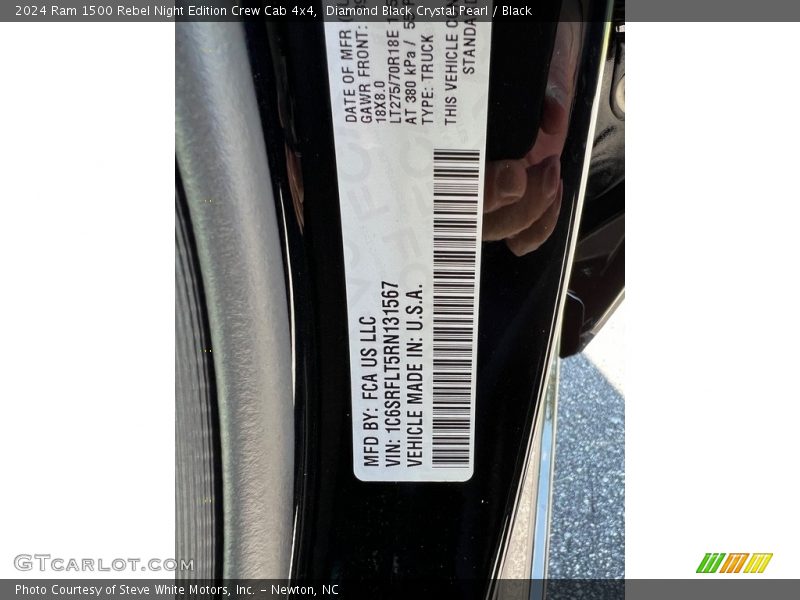 2024 Ram 1500 Rebel Night Edition Crew Cab 4x4, Diamond Black Crystal Pearl / Black
DATE OF MFR
GAWR FRONT:
18X8.0
LT275/70R18E
AT 380 kPa /
TYPE: TRUCK
THIS VEHICLE
MFD BY: FCA US LLC
VIN: 1C6SRFLT5RN131567
VEHICLE MADE IN: U.S.A.
GTCARLOT.COM
Photo Courtesy of Steve White Motors, Inc. – Newton, NC